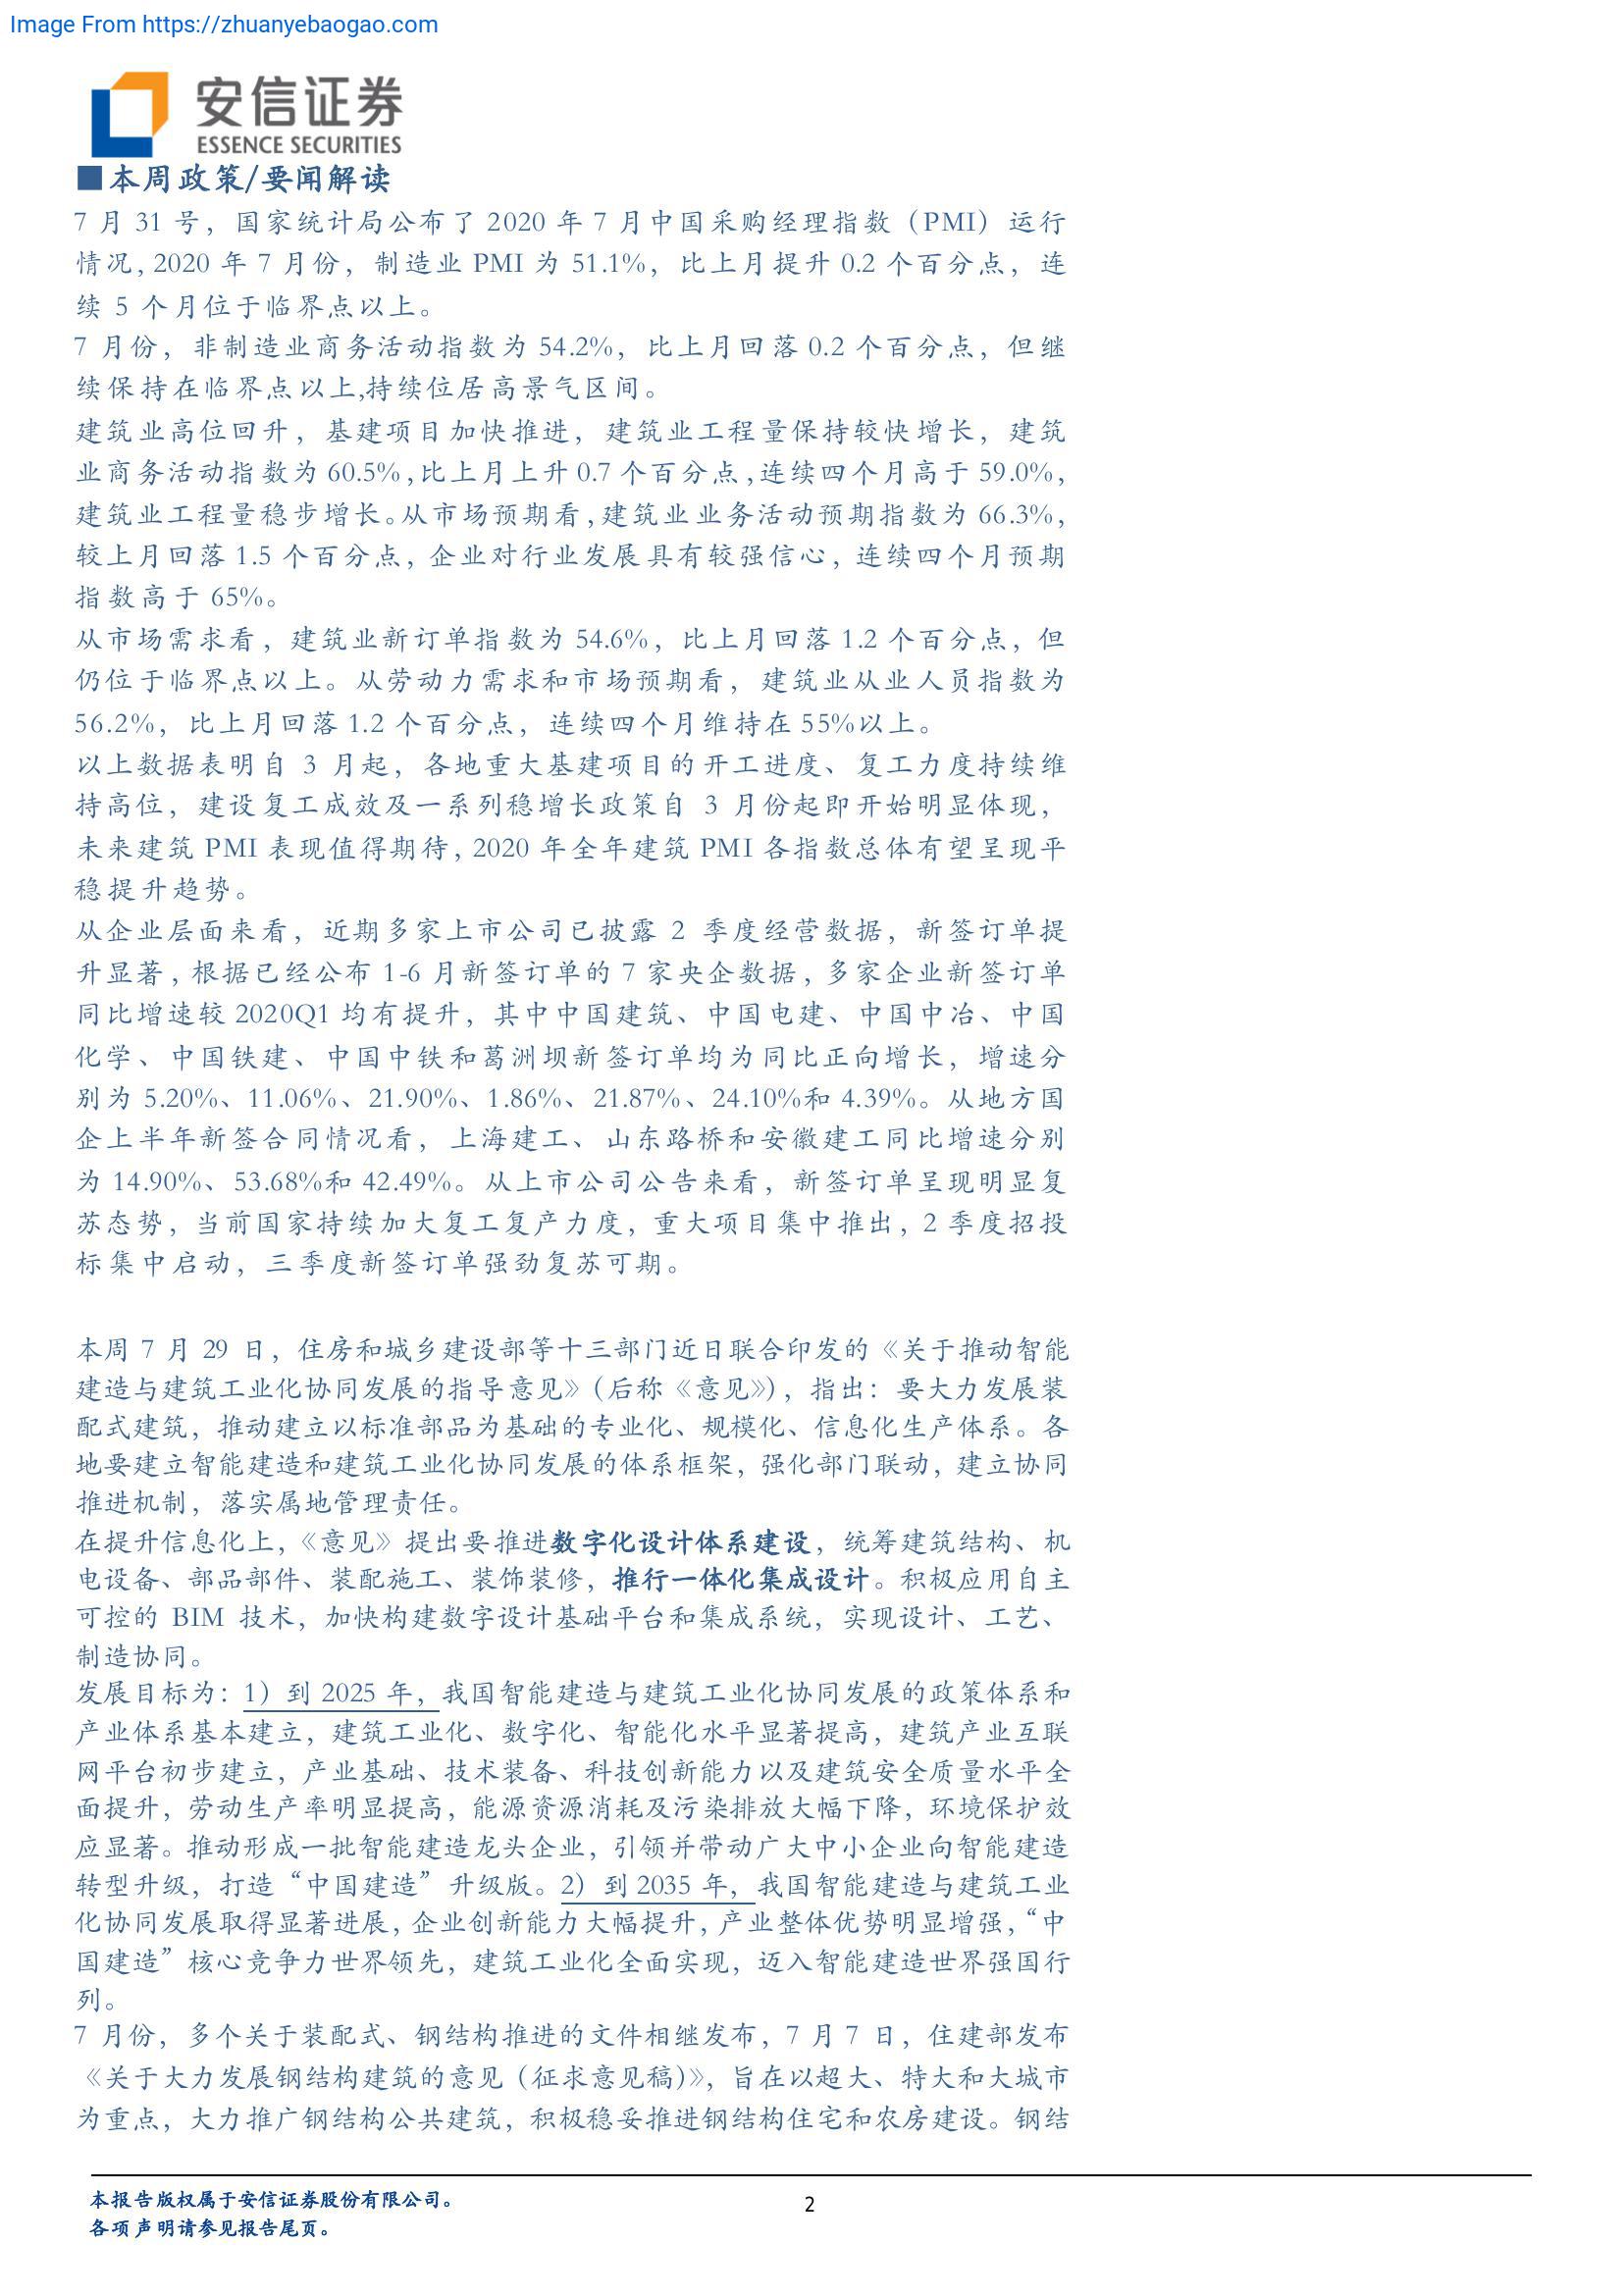 Image From https://zhuanyebaogao.com
安信证券
ESSENCE SECURITIES
■本周政策/要闻解读
7 月 31 号，国家统计局公布了 2020 年 7 月中国采购经理指数（PMI）运行
情况，2020 年 7 月份，制造业 PMI 为 51.1%，比上月提升 0.2 个百分点，连
续 5 个月位于临界点以上。
7 月份，非制造业商务活动指数为 54.2%，比上月回落 0.2 个百分点，但继
续保持在临界点以上,持续位居高景气区间。
建筑业高位回升，基建项目加快推进，建筑业工程量保持较快增长，建筑
业商务活动指数为 60.5%，比上月上升 0.7 个百分点，连续四个月高于 59.0%，
建筑业工程量稳步增长。从市场预期看，建筑业业务活动预期指数为 66.3%，
较上月回落 1.5 个百分点，企业对行业发展具有较强信心，连续四个月预期
指数高于 65%。
从市场需求看，建筑业新订单指数为 54.6%，比上月回落 1.2 个百分点，但
仍位于临界点以上。从劳动力需求和市场预期看，建筑业从业人员指数为
56.2%，比上月回落 1.2 个百分点，连续四个月维持在 55%以上。
以上数据表明自 3 月起，各地重大基建项目的开工进度、复工力度持续维
持高位，建设复工成效及一系列稳增长政策自 3 月份起即开始明显体现，
未来建筑 PMI 表现值得期待，2020 年全年建筑 PMI 各指数总体有望呈现平
稳提升趋势。
从企业层面来看，近期多家上市公司已披露 2 季度经营数据，新签订单提
升显著，根据已经公布 1-6 月新签订单的 7 家央企数据，多家企业新签订单
同比增速较 2020Q1 均有提升，其中中国建筑、中国电建、中国中冶、中国
化学、中国铁建、中国中铁和葛洲坝新签订单均为同比正向增长，增速分
别为 5.20%、11.06%、21.90%、1.86%、21.87%、24.10%和 4.39%。从地方国
企上半年新签合同情况看，上海建工、山东路桥和安徽建工同比增速分别
为 14.90%、53.68%和 42.49%。从上市公司公告来看，新签订单呈现明显复
苏态势，当前国家持续加大复工复产力度，重大项目集中推出，2 季度招投
标集中启动，三季度新签订单强劲复苏可期。
本周 7 月 29 日，住房和城乡建设部等十三部门近日联合印发的《关于推动智能
建造与建筑工业化协同发展的指导意见》（后称《意见》），指出：要大力发展装
配式建筑，推动建立以标准部品为基础的专业化、规模化、信息化生产体系。各
地要建立智能建造和建筑工业化协同发展的体系框架，强化部门联动，建立协同
推进机制，落实属地管理责任。
在提升信息化上，《意见》提出要推进数字化设计体系建设，统筹建筑结构、机
电设备、部品部件、装配施工、装饰装修，推行一体化集成设计。积极应用自主
可控的 BIM 技术，加快构建数字设计基础平台和集成系统，实现设计、工艺、
制造协同。
发展目标为：1）到 2025 年，我国智能建造与建筑工业化协同发展的政策体系和
产业体系基本建立，建筑工业化、数字化、智能化水平显著提高，建筑产业互联
网平台初步建立，产业基础、技术装备、科技创新能力以及建筑安全质量水平全
面提升，劳动生产率明显提高，能源资源消耗及污染排放大幅下降，环境保护效
应显著。推动形成一批智能建造龙头企业，引领并带动广大中小企业向智能建造
转型升级，打造“中国建造”升级版。2）到 2035 年，我国智能建造与建筑工业
化协同发展取得显著进展，企业创新能力大幅提升，产业整体优势明显增强，“中
国建造”核心竞争力世界领先，建筑工业化全面实现，迈入智能建造世界强国行
列。
7 月份，多个关于装配式、钢结构推进的文件相继发布，7 月 7 日，住建部发布
《关于大力发展钢结构建筑的意见（征求意见稿）》，旨在以超大、特大和大城市
为重点，大力推广钢结构公共建筑，积极稳妥推进钢结构住宅和农房建设。钢结
本报告版权属于安信证券股份有限公司。
各项声明请参见报告尾页。
2